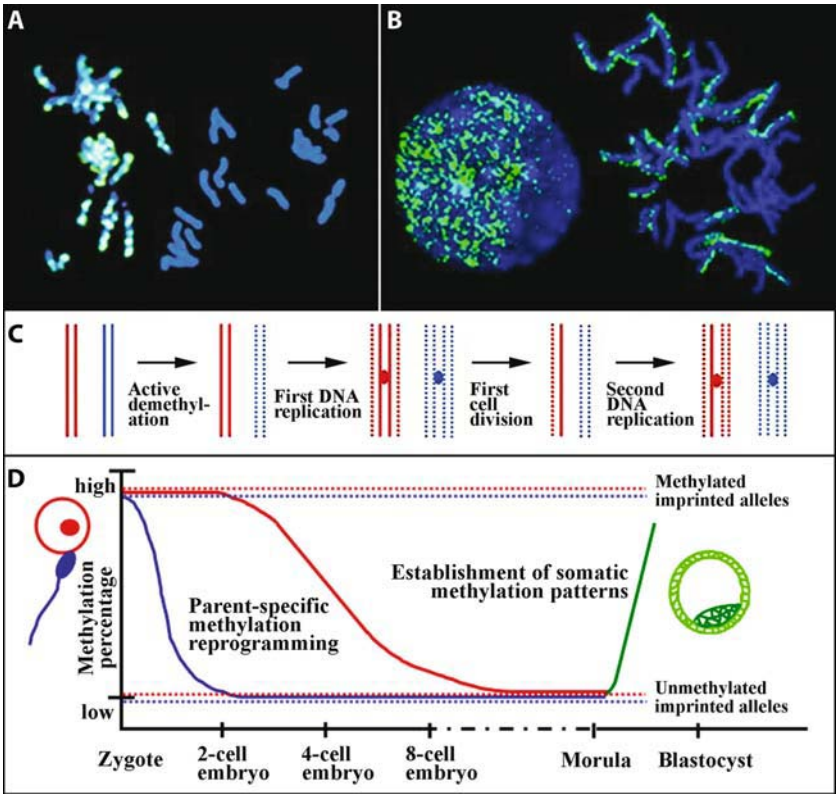 A
B
C
Active
demethyl-
ation
First DNA
replication
First
cell
division
Second
DNA
replication
D
high
Methylation
percentage
low
Parent-specific
methylation
reprogramming
Establishment of somatic
methylation patterns
Methylated
imprinted alleles
Unmethylated
imprinted alleles
Zygote
2-cell
embryo
4-cell
embryo
8-cell
embryo
Morula
Blastocyst